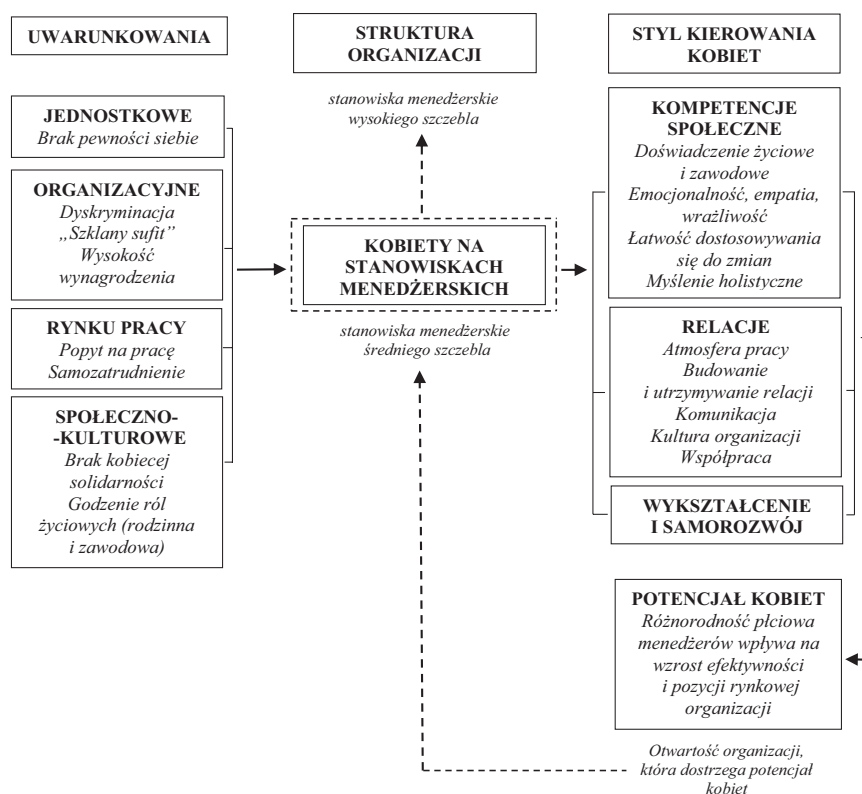 UWARUNKOWANIA
JEDNOSTKOWE
Brak pewności siebie
ORGANIZACYJNE
Dyskryminacja
„Szklany sufit”
Wysokość
wynagrodzenia
RYNKU PRACY
Popyt na pracę
Samozatrudnienie
SPOŁECZNO-
-KULTUROWE
Brak kobiecej
solidarności
Godzenie ról
życiowych (rodzinna
i zawodowa)
STRUKTURA
ORGANIZACJI
stanowiska menedżerskie
wysokiego szczebla
KOBIETY NA
STANOWISKACH
MENEDŻERSKICH
stanowiska menedżerskie
średniego szczebla
STYL KIEROWANIA
KOBIET
KOMPETENCJE
SPOŁECZNE
Doświadczenie życiowe
i zawodowe
Emocjonalność, empatia,
wrażliwość
Łatwość dostosowywania
się do zmian
Myślenie holistyczne
RELACJE
Atmosfera pracy
Budowanie
i utrzymywanie relacji
Komunikacja
Kultura organizacji
Współpraca
WYKSZTAŁCENIE
I SAMOROZWÓJ
POTENCJAŁ KOBIET
Różnorodność płciowa
menedżerów wpływa na
wzrost efektywności
i pozycji rynkowej
organizacji
Otwartość organizacji,
która dostrzega potencjał
kobiet